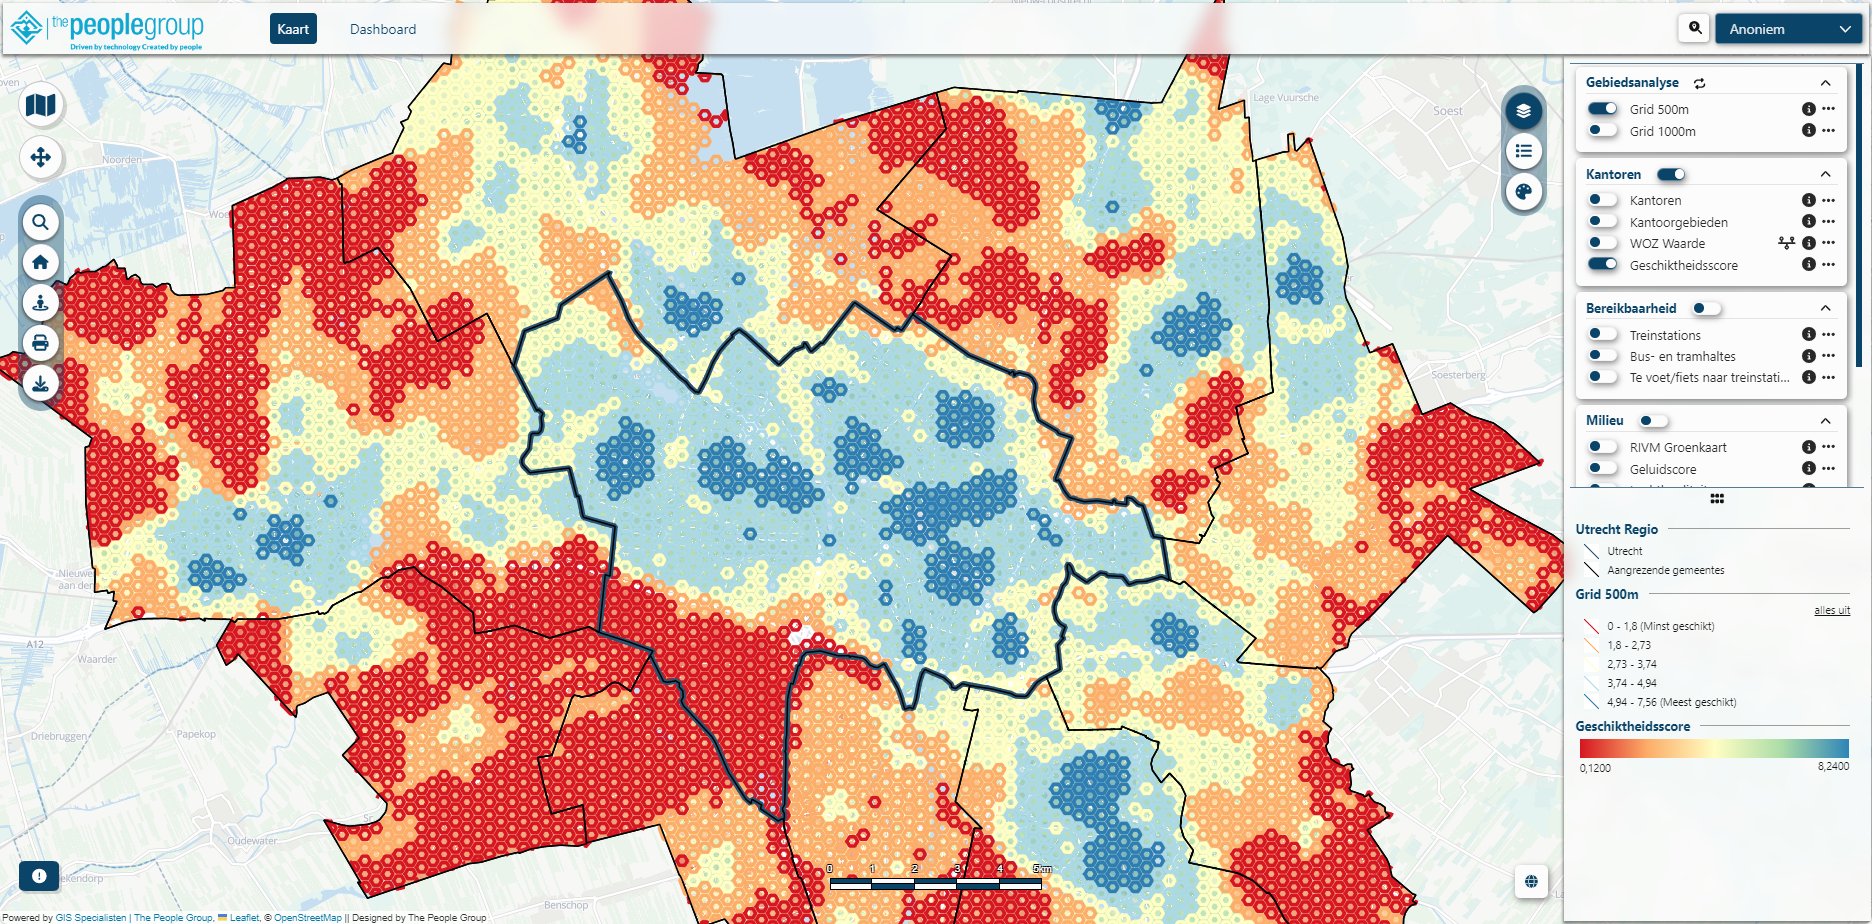 the peoplegroup
Driven by technology Created by people
Kaart
Dashboard
Anoniem
Noorden
Lage Vuursche
Soest
Soesterberg
A12
Waarder
Driebruggen
Papekop
Oudewater
Benschop
Gebiedsanalyse
Grid 500m
Grid 1000m
Kantoren
Kantoren
Kantoorgebieden
WOZ Waarde
Geschiktheidsscore
Bereikbaarheid
Treinstations
Bus- en tramhaltes
Te voet/fiets naar treinstati...
Milieu
RIVM Groenkaart
Geluidscore
Utrecht Regio
Utrecht
Aangrezende gemeentes
Grid 500m
alles uit
0 - 1,8 (Minst geschikt)
1,8 - 2,73
2,73 - 3,74
3,74 - 4,94
4,94 - 7,56 (Meest geschikt)
Geschiktheidsscore
0,1200
8,2400
0 1 2 3 4 5km
Powered by GIS Specialisten | The People Group, Leaflet, © OpenStreetMap || Designed by The People Group